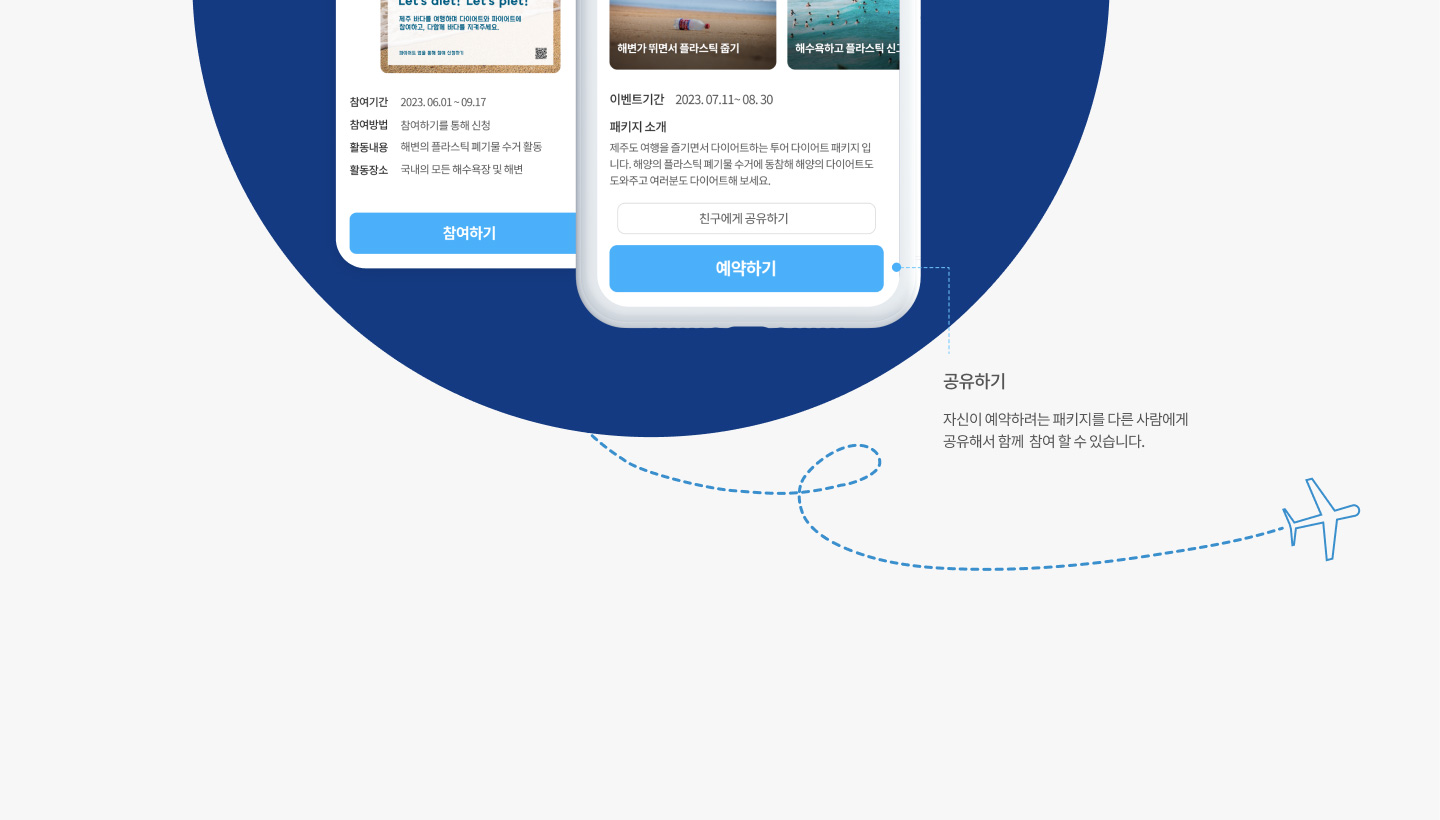 Let's diet! Let's piet!
제주 바다를 여행하며 다이어트와 파이어트에
참여하고, 다함께 바다를 지키주세요.
참여기간 2023. 06.01 ~ 09.17
참여방법 참여하기를 통해 신청
활동내용 해변의 플라스틱 폐기물 수거 활동
활동장소 국내의 모든 해수욕장 및 해변
참여하기
해변가 뛰면서 플라스틱 줍기
해수욕하고 플라스틱 신고
이벤트기간 2023. 07.11~ 08. 30
패키지 소개
제주도 여행을 즐기면서 다이어트하는 투어 다이어트 패키지 입
니다. 해양의 플라스틱 폐기물 수거에 동참해 해양의 다이어트도
도와주고 여러분도 다이어트해 보세요.
친구에게 공유하기
예약하기
공유하기
자신이 예약하려는 패키지를 다른 사람에게
공유해서 함께 참여 할 수 있습니다.